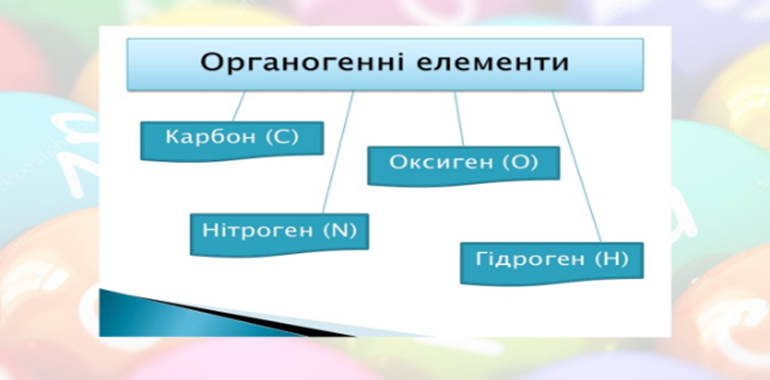 Органогенні елементи
Карбон (C)
Оксиген (O)
Нітроген (N)
Гідроген (H)